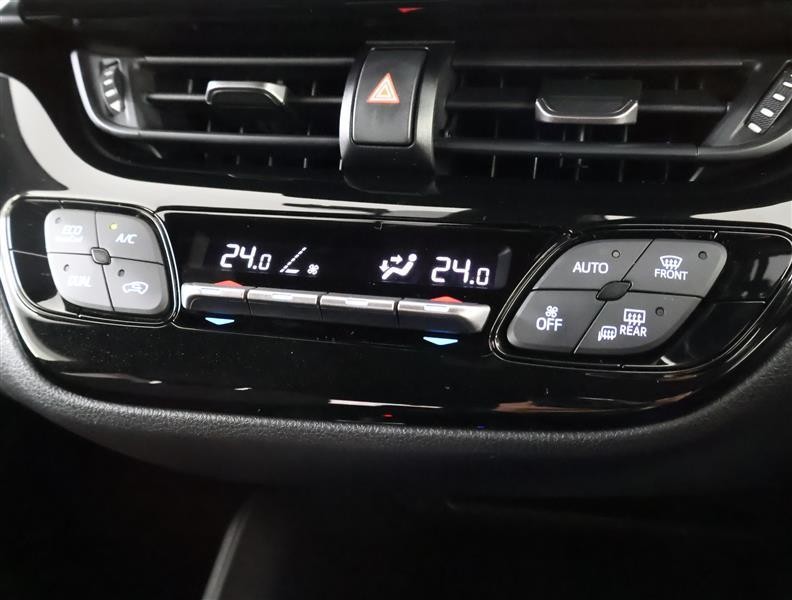 ECO
A/C
DUAL
24.0
24.0
AUTO
FRONT
OFF
REAR